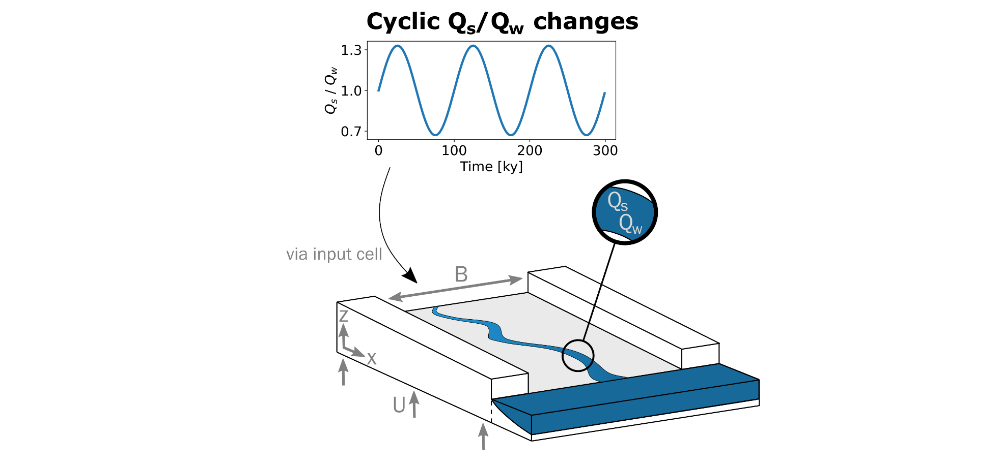 Cyclic Qs/Qw changes
1.3
1.0
0.7
Qs / Qw
0 100 200 300
Time [ky]
Qs
Qw
via input cell
B
z
x
U